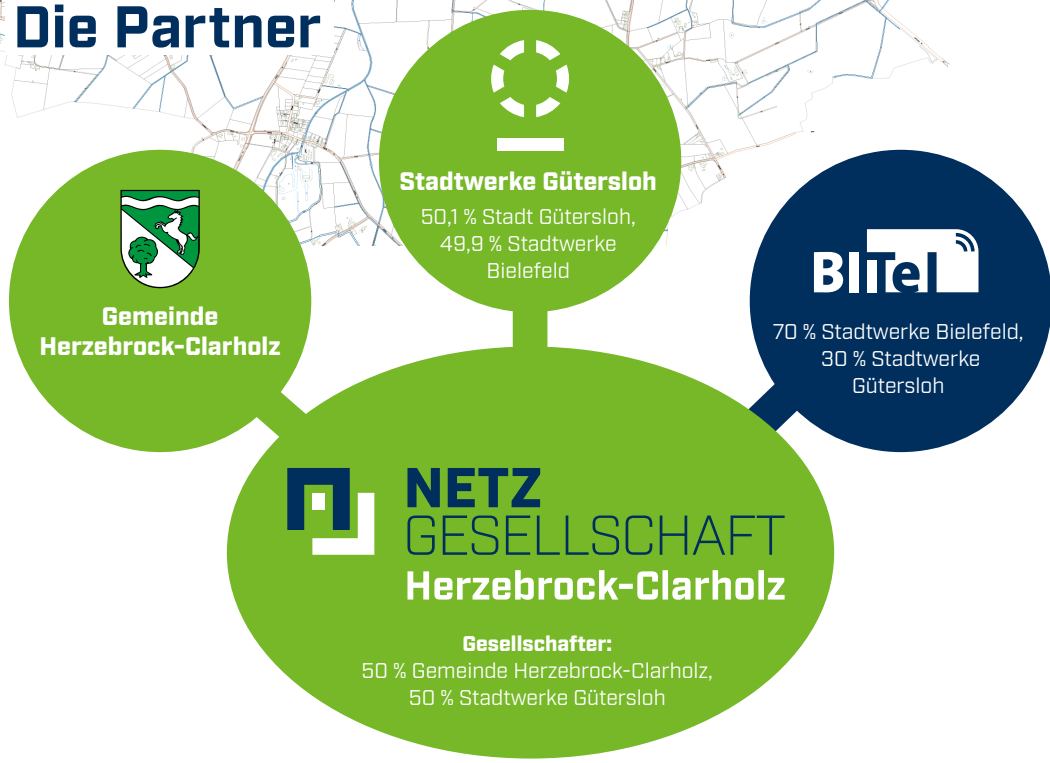 Die Partner
Stadtwerke Gütersloh
50,1 % Stadt Gütersloh,
49,9 % Stadtwerke
Bielefeld
Gemeinde
Herzebrock-Clarholz
BITel
70 % Stadtwerke Bielefeld,
30 % Stadtwerke
Gütersloh
NETZ
GESELLSCHAFT
Herzebrock-Clarholz
Gesellschafter:
50 % Gemeinde Herzebrock-Clarholz,
50 % Stadtwerke Gütersloh